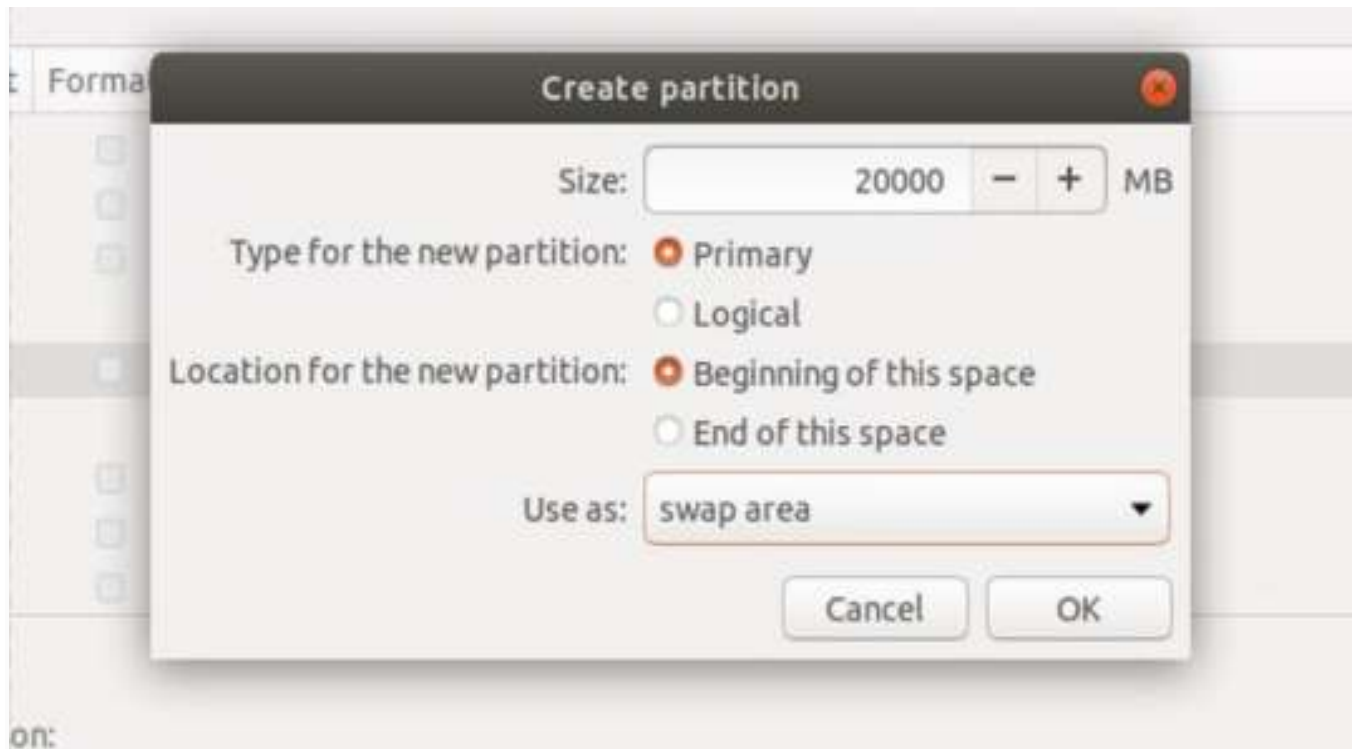 t Forma
Create partition
Size: 20000 − + MB
Type for the new partition: Primary
Logical
Location for the new partition: Beginning of this space
End of this space
Use as: swap area
Cancel OK
on: